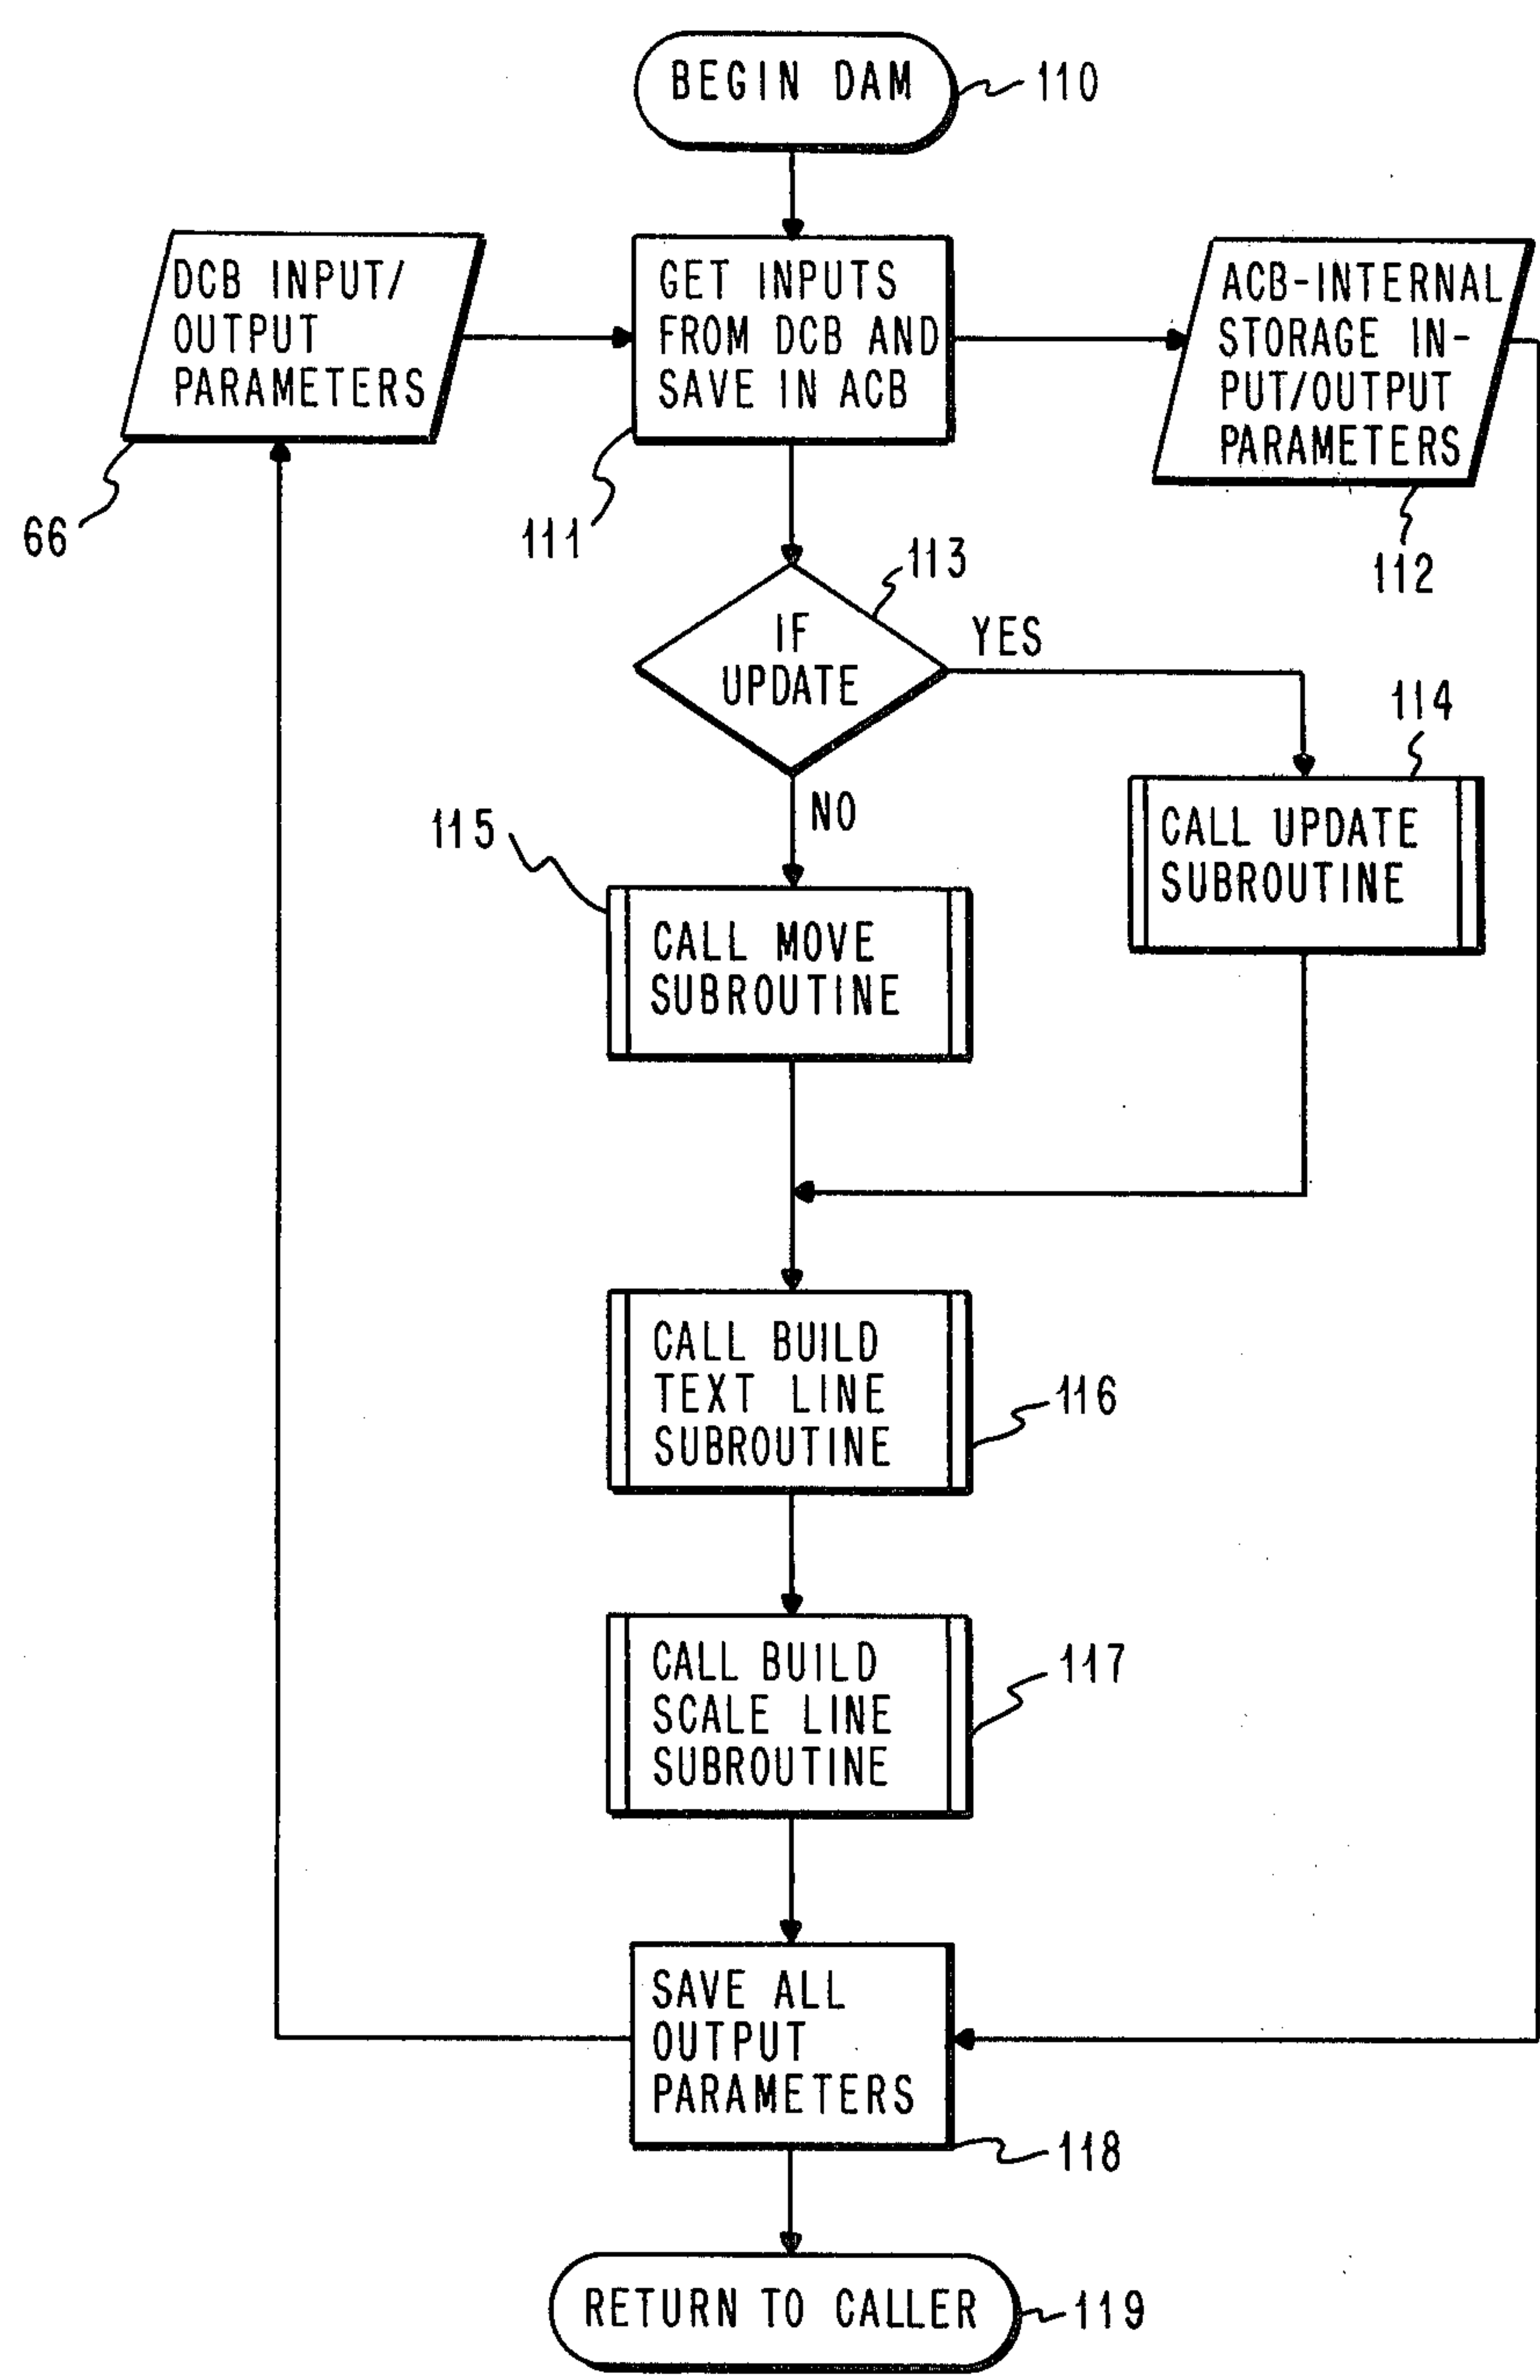 BEGIN DAM
110
DCB INPUT/
OUTPUT
PARAMETERS
66
GET INPUTS
FROM DCB AND
SAVE IN ACB
111
ACB-INTERNAL
STORAGE IN-
PUT/OUTPUT
PARAMETERS
112
113
IF
UPDATE
YES
NO
114
CALL UPDATE
SUBROUTINE
115
CALL MOVE
SUBROUTINE
CALL BUILD
TEXT LINE
SUBROUTINE
116
CALL BUILD
SCALE LINE
SUBROUTINE
117
SAVE ALL
OUTPUT
PARAMETERS
118
RETURN TO CALLER
119